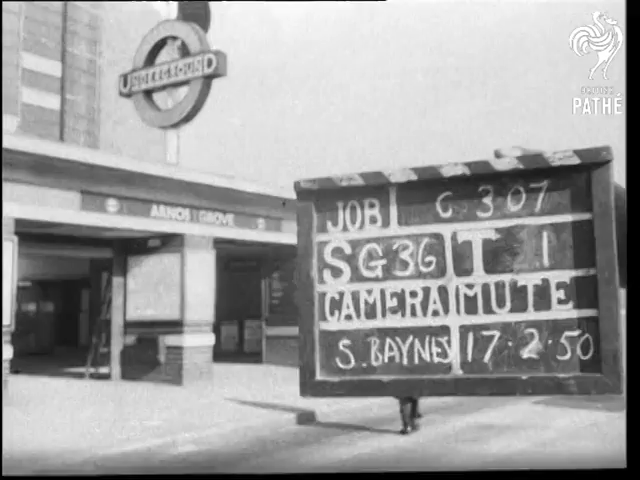 UNDERGROUND
BRITISH
PATHÉ
ARNOS GROVE
JOB C 307
SG36 T 1
CAMERA MUTE
S. BAYNES 17.2.50